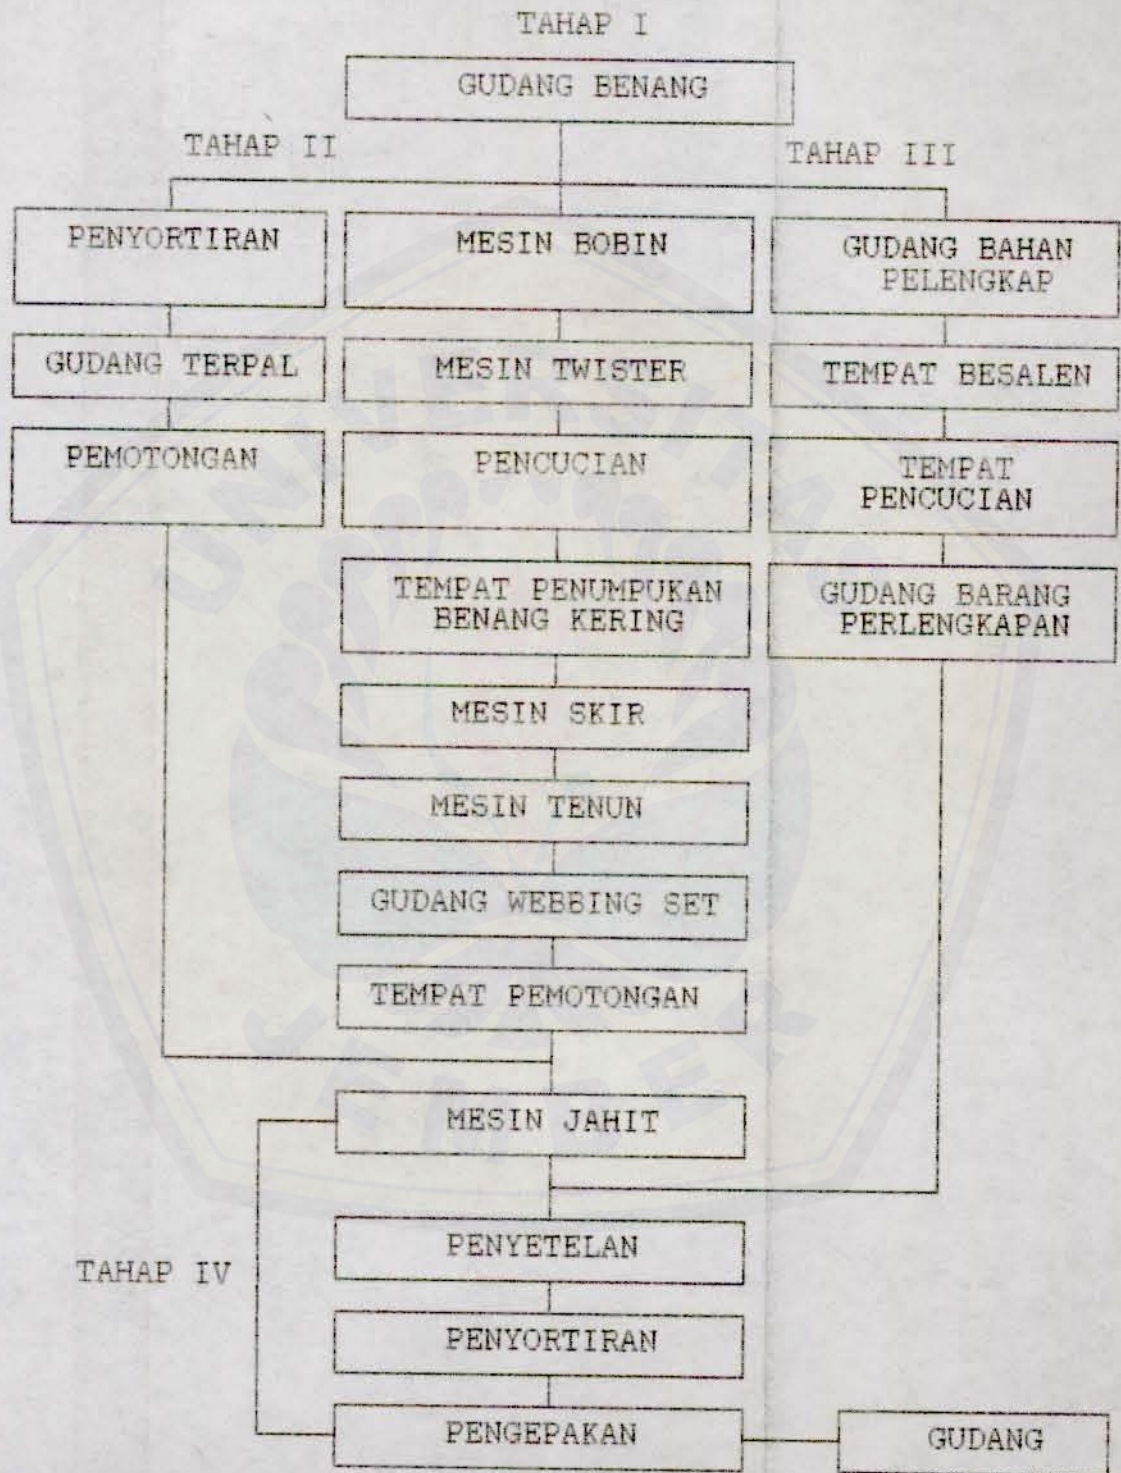 TAHAP I
GUDANG BENANG
TAHAP II
TAHAP III
PENYORTIRAN
MESIN BOBIN
GUDANG BAHAN
PELENGKAP
GUDANG TERPAL
MESIN TWISTER
TEMPAT BESALEN
PEMOTONGAN
PENCUCIAN
TEMPAT
PENCUCIAN
TEMPAT PENUMPUKAN
BENANG KERING
GUDANG BARANG
PERLENGKAPAN
MESIN SKIR
MESIN TENUN
GUDANG WEBBING SET
TEMPAT PEMOTONGAN
MESIN JAHIT
PENYETELAN
TAHAP IV
PENYORTIRAN
PENGEPAKAN
GUDANG
UNIVERSITAS
JEMBER